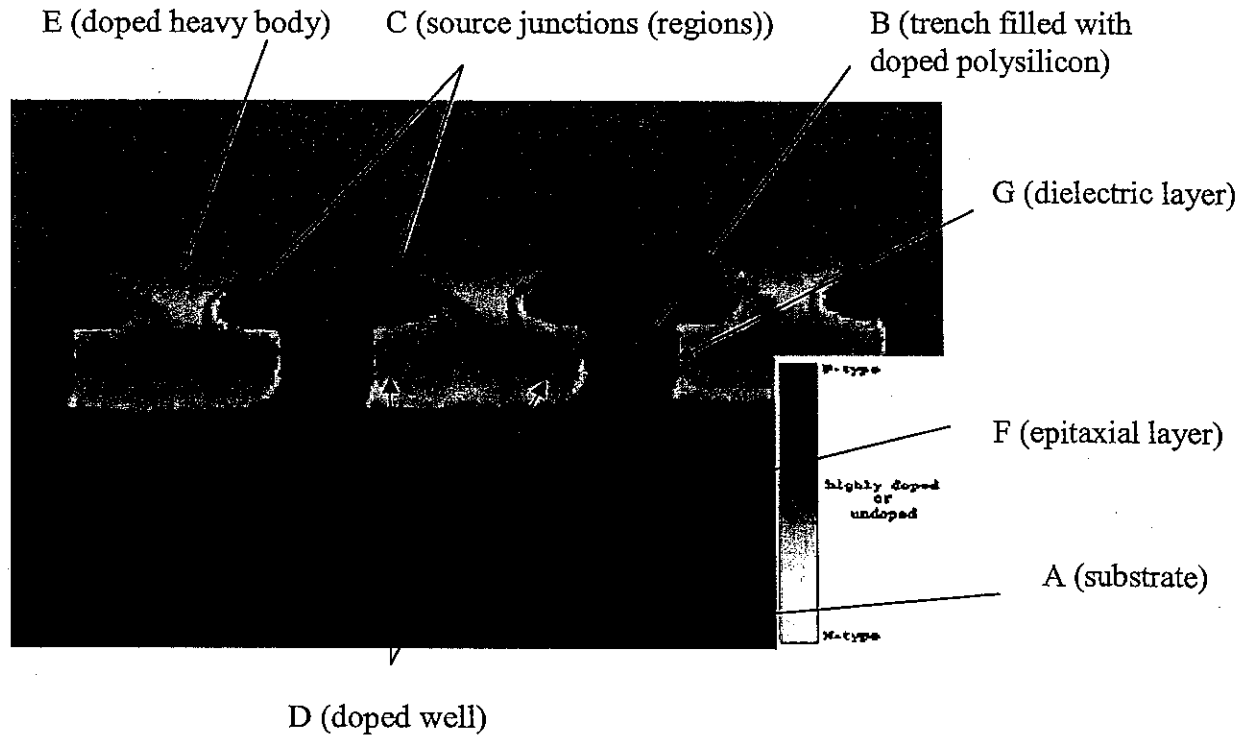 E (doped heavy body)
C (source junctions (regions))
B (trench filled with
doped polysilicon)
G (dielectric layer)
P-type
F (epitaxial layer)
highly doped
or
undoped
A (substrate)
N-type
D (doped well)